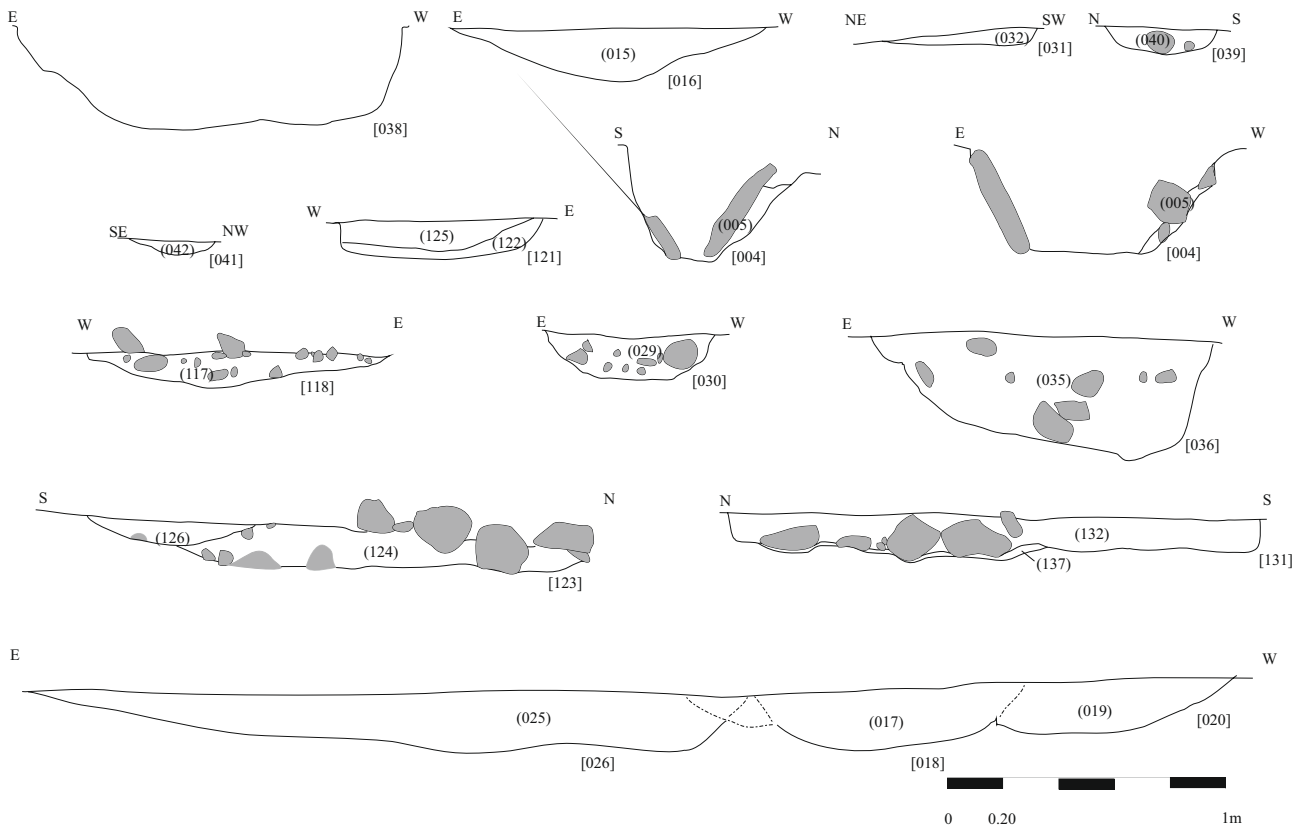 E W
[038]
E W
(015)
[016]
NE SW
(032)
[031]
N S
(040)
[039]
S N
(005)
[004]
E W
(005)
[004]
SE NW
(042)
[041]
W E
(125)
(122)
[121]
W E
(117)
[118]
E W
(029)
[030]
E W
(035)
[036]
S N
(126)
(124)
[123]
N S
(132)
(137)
[131]
E W
(025)
(017)
(019)
[020]
[026]
[018]
0 0.20 1m